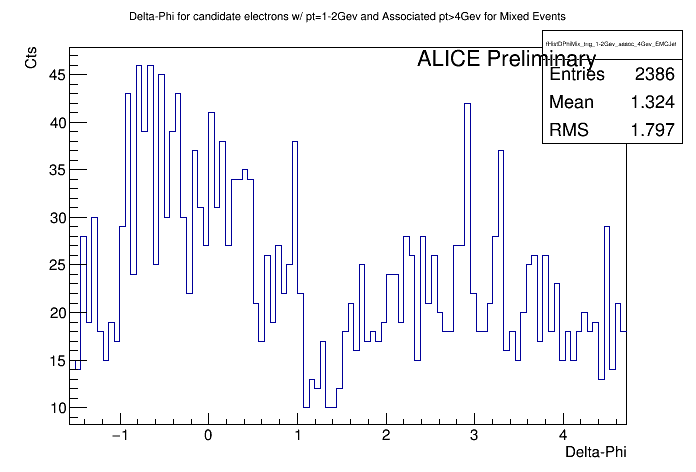 Delta-Phi for candidate electrons w/ pt=1-2Gev and Associated pt>4Gev for Mixed Events
Cts
ALICE Preliminary
fHistDPhiMix_trig_1-2Gev_assoc_4Gev_EMCJet
Entries 2386
Mean 1.324
RMS 1.797
45
40
35
30
25
20
15
10
−1 0 1 2 3 4
Delta-Phi